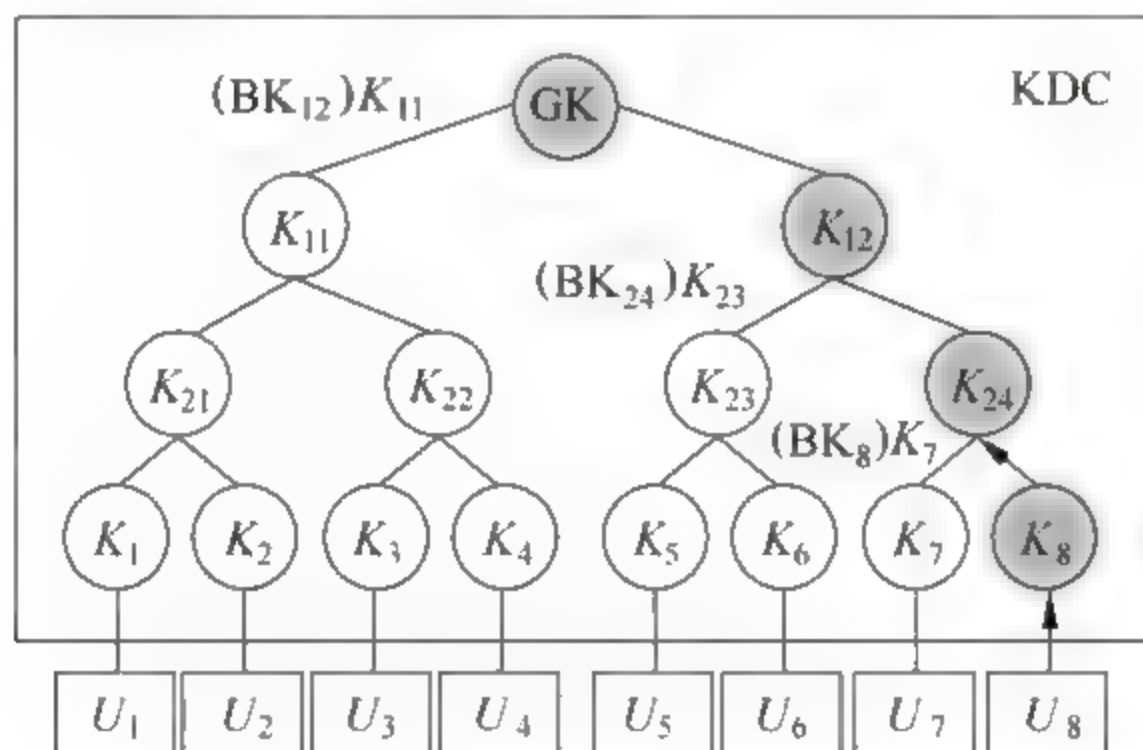 (BK₁₂)K₁₁ GK KDC
K₁₁ K₁₂
(BK₂₄)K₂₃
K₂₁ K₂₂ K₂₃ K₂₄
(BK₈)K₇
K₁ K₂ K₃ K₄ K₅ K₆ K₇ K₈
U₁ U₂ U₃ U₄ U₅ U₆ U₇ U₈